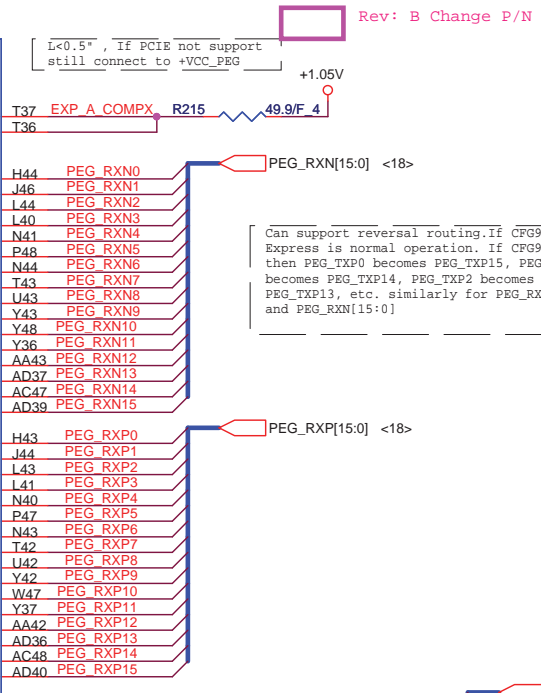 Rev: B Change P/N
L<0.5" , If PCIE not support
still connect to +VCC_PEG
+1.05V
T37 EXP_A_COMPX R215 49.9/F_4
T36
H44 PEG_RXN0
J46 PEG_RXN1
L44 PEG_RXN2
L40 PEG_RXN3
N41 PEG_RXN4
P48 PEG_RXN5
N44 PEG_RXN6
T43 PEG_RXN7
U43 PEG_RXN8
Y43 PEG_RXN9
Y48 PEG_RXN10
Y36 PEG_RXN11
AA43 PEG_RXN12
AD37 PEG_RXN13
AC47 PEG_RXN14
AD39 PEG_RXN15
PEG_RXN[15:0] <18>
Can support reversal routing.If CFG9
Express is normal operation. If CFG9
then PEG_TXP0 becomes PEG_TXP15, PEG
becomes PEG_TXP14, PEG_TXP2 becomes
PEG_TXP13, etc. similarly for PEG_RX
and PEG_RXN[15:0]
H43 PEG_RXP0
J44 PEG_RXP1
L43 PEG_RXP2
L41 PEG_RXP3
N40 PEG_RXP4
P47 PEG_RXP5
N43 PEG_RXP6
T42 PEG_RXP7
U42 PEG_RXP8
Y42 PEG_RXP9
W47 PEG_RXP10
Y37 PEG_RXP11
AA42 PEG_RXP12
AD36 PEG_RXP13
AC48 PEG_RXP14
AD40 PEG_RXP15
PEG_RXP[15:0] <18>